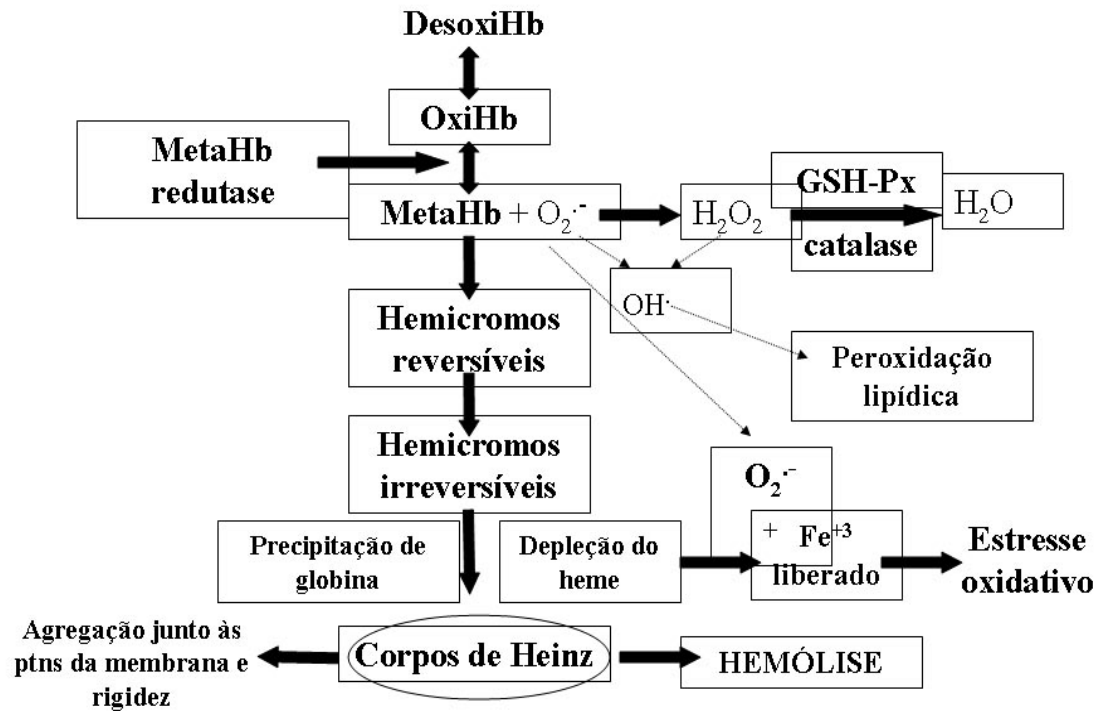 DesoxiHb
OxiHb
MetaHb
redutase
MetaHb + O₂·⁻
H₂O₂
GSH-Px
catalase
H₂O
OH·
Hemicromos
reversíveis
Peroxidação
lipídica
Hemicromos
irreversíveis
O₂·⁻
Precipitação de
globina
Depleção do
heme
+ Fe⁺³
liberado
Estresse
oxidativo
Agregação junto às
ptns da membrana e
rigidez
Corpos de Heinz
HEMÓLISE